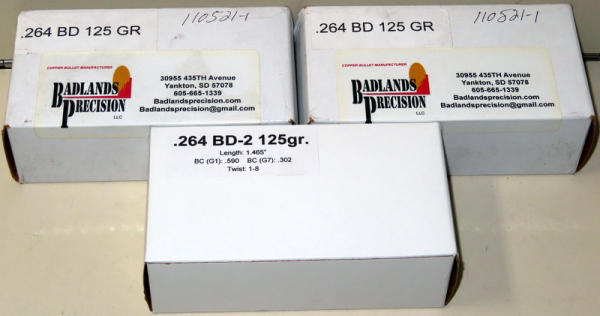 110521-1
.264 BD 125 GR
COPPER BULLET MANUFACTURER
BADLANDS
PRECISION
LLC
30955 435TH Avenue
Yankton, SD 57078
605-665-1339
Badlandsprecision.com
Badlandsprecision@gmail.com
110521-1
.264 BD 125 GR
COPPER BULLET MANUFACTURER
BADLANDS
PRECISION
LLC
30955 435TH Avenue
Yankton, SD 57078
605-665-1339
Badlandsprecision.com
Badlandsprecision@gmail.com
.264 BD-2 125gr.
Length: 1.465"
BC (G1): .590 BC (G7): .302
Twist: 1-8